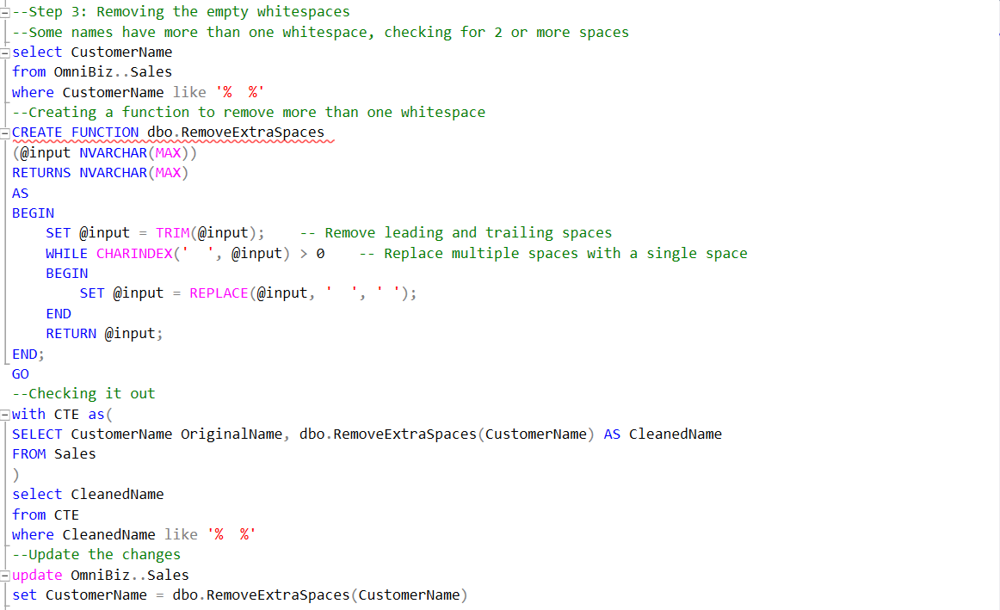 --Step 3: Removing the empty whitespaces
--Some names have more than one whitespace, checking for 2 or more spaces
select CustomerName
from OmniBiz..Sales
where CustomerName like '%  %'
--Creating a function to remove more than one whitespace
CREATE FUNCTION dbo.RemoveExtraSpaces
(@input NVARCHAR(MAX))
RETURNS NVARCHAR(MAX)
AS
BEGIN
    SET @input = TRIM(@input);    -- Remove leading and trailing spaces
    WHILE CHARINDEX('  ', @input) > 0    -- Replace multiple spaces with a single space
    BEGIN
        SET @input = REPLACE(@input, '  ', ' ');
    END
    RETURN @input;
END;
GO
--Checking it out
with CTE as(
SELECT CustomerName OriginalName, dbo.RemoveExtraSpaces(CustomerName) AS CleanedName
FROM Sales
)
select CleanedName
from CTE
where CleanedName like '%  %'
--Update the changes
update OmniBiz..Sales
set CustomerName = dbo.RemoveExtraSpaces(CustomerName)